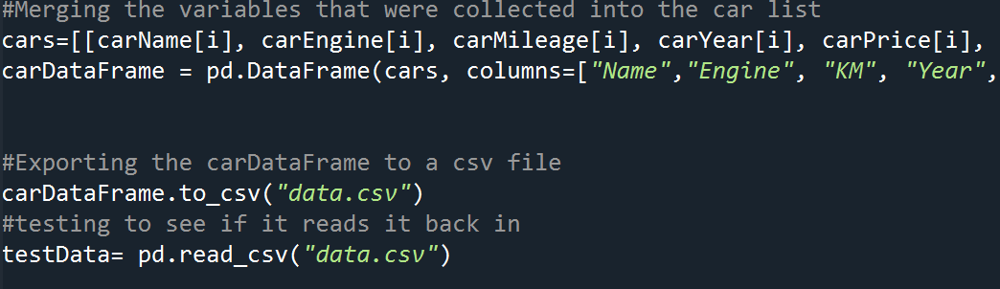 #Merging the variables that were collected into the car list
cars=[[carName[i], carEngine[i], carMileage[i], carYear[i], carPrice[i],
carDataFrame = pd.DataFrame(cars, columns=["Name","Engine", "KM", "Year",
#Exporting the carDataFrame to a csv file
carDataFrame.to_csv("data.csv")
#testing to see if it reads it back in
testData= pd.read_csv("data.csv")